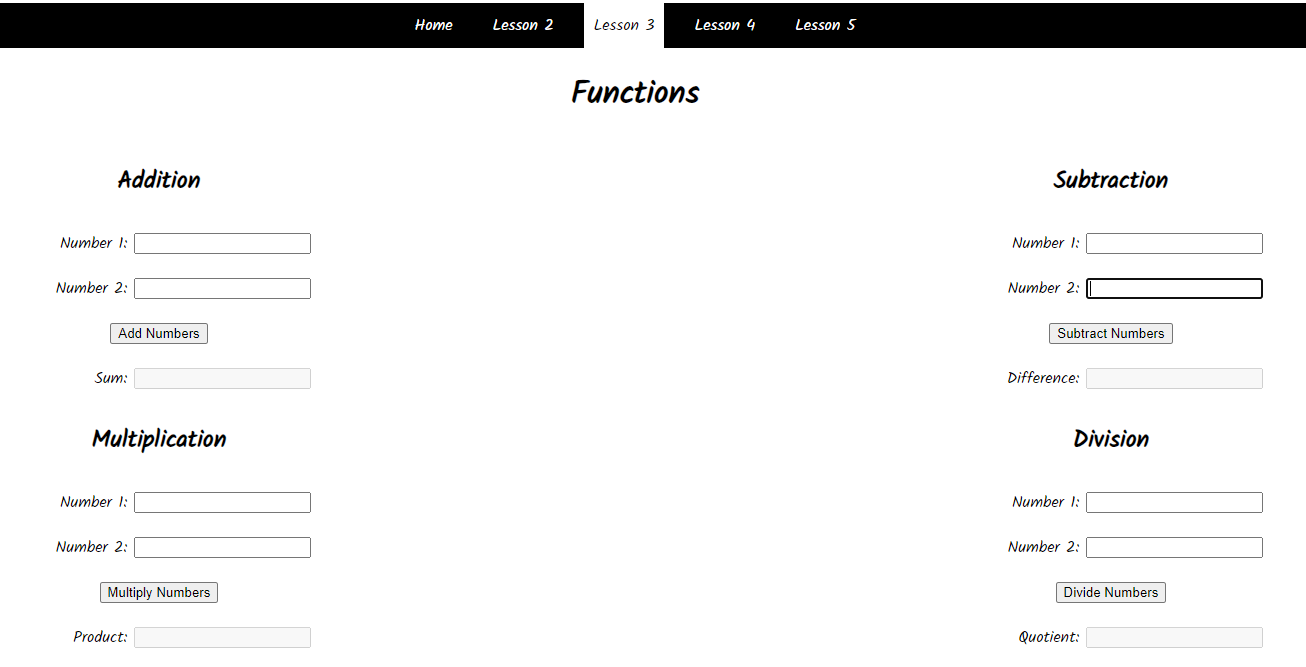 Home Lesson 2 Lesson 3 Lesson 4 Lesson 5
Functions
Addition
Number 1:
Number 2:
Add Numbers
Sum:
Subtraction
Number 1:
Number 2:
Subtract Numbers
Difference:
Multiplication
Number 1:
Number 2:
Multiply Numbers
Product:
Division
Number 1:
Number 2:
Divide Numbers
Quotient: